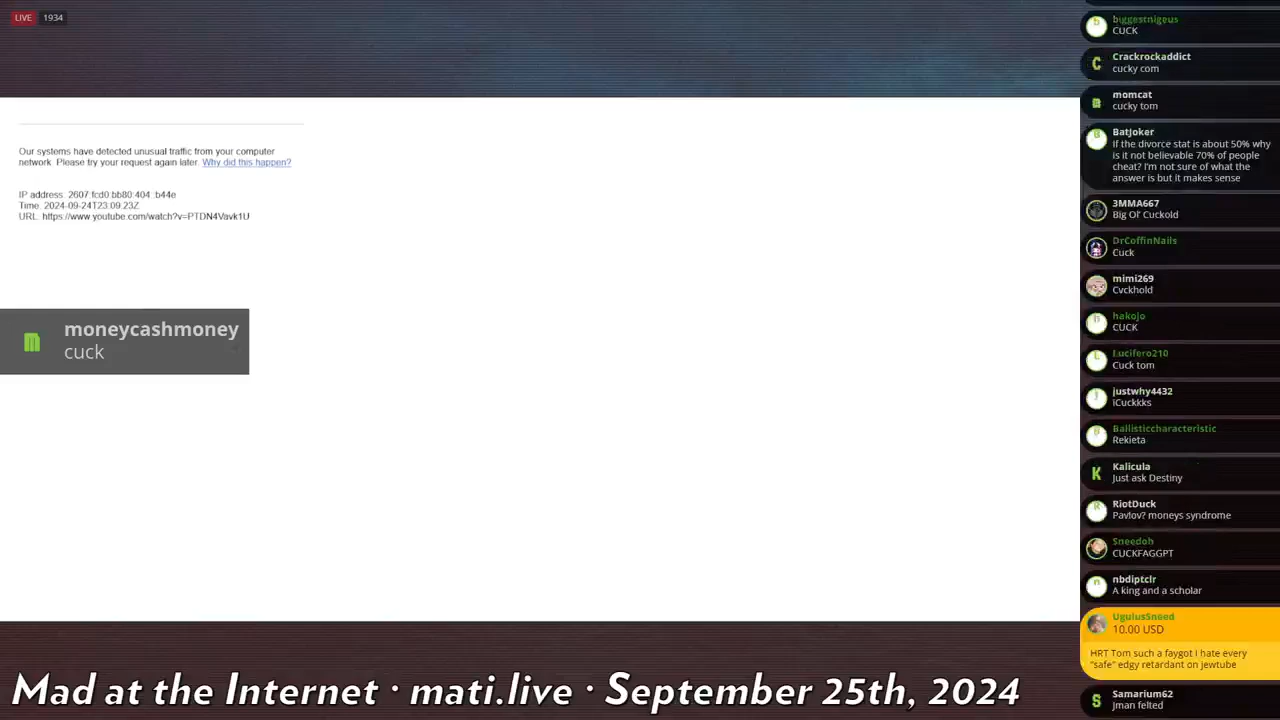 LIVE 1934
Our systems have detected unusual traffic from your computer
network. Please try your request again later. Why did this happen?
IP address: 2607:fcd0:bb80:404::b44e
Time: 2024-09-24T23:09:23Z
URL: https://www.youtube.com/watch?v=PTDN4Vavk1U
moneycashmoney
cuck
biggestnigeus
CUCK
Crackrockaddict
cucky com
momcat
cucky tom
BatJoker
If the divorce stat is about 50% why
is it not believable 70% of people
cheat? I'm not sure of what the
answer is but it makes sense
3MMA667
Big Ol' Cuckold
DrCoffinNails
Cuck
mimi269
Cvckhold
hakojo
CUCK
Lucifero210
Cuck tom
justwhy4432
iCuckkks
Ballisticcharacteristic
Rekieta
Kalicula
Just ask Destiny
RiotDuck
Pavlov? moneys syndrome
Sneedoh
CUCKFAGGPT
nbdiptclr
A king and a scholar
UgulusSneed
10.00 USD
HRT Tom such a faygot I hate every
"safe" edgy retardant on jewtube
Samarium62
Jman felted
Mad at the Internet · mati.live · September 25th, 2024